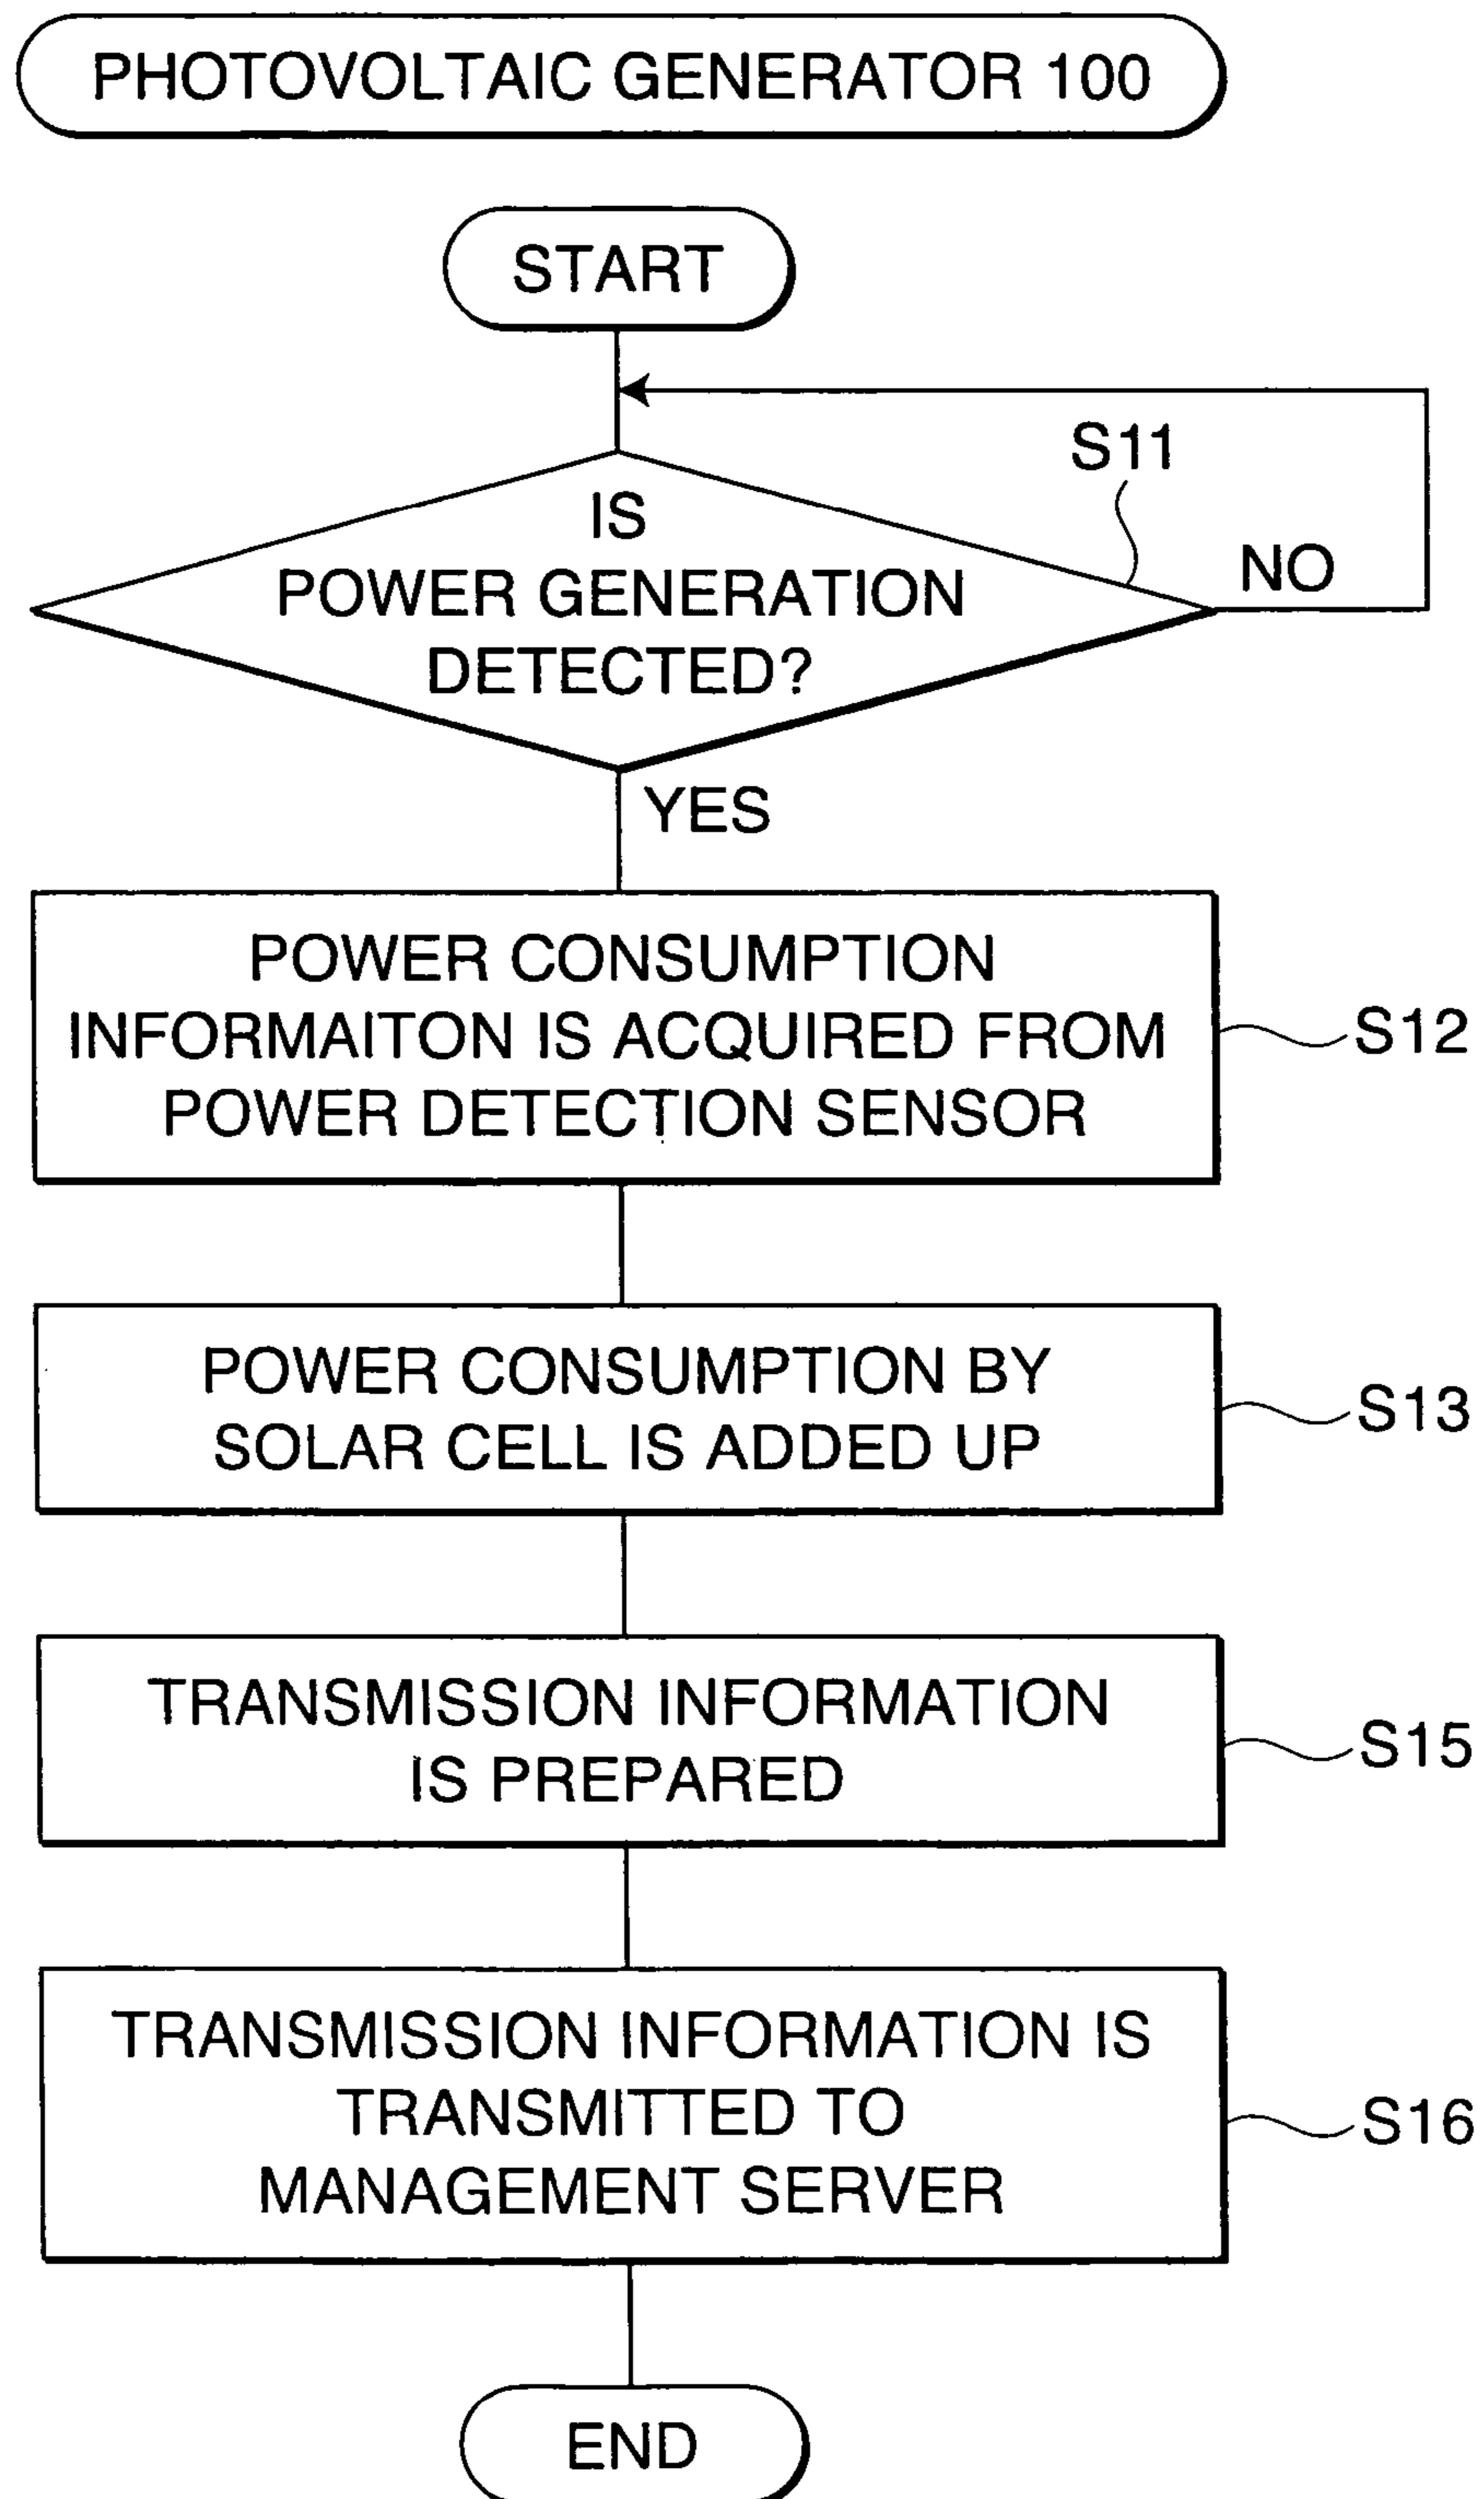 PHOTOVOLTAIC GENERATOR 100
START
S11
IS
POWER GENERATION
DETECTED?
NO
YES
POWER CONSUMPTION
INFORMAITON IS ACQUIRED FROM
POWER DETECTION SENSOR
S12
POWER CONSUMPTION BY
SOLAR CELL IS ADDED UP
S13
TRANSMISSION INFORMATION
IS PREPARED
S15
TRANSMISSION INFORMATION IS
TRANSMITTED TO
MANAGEMENT SERVER
S16
END